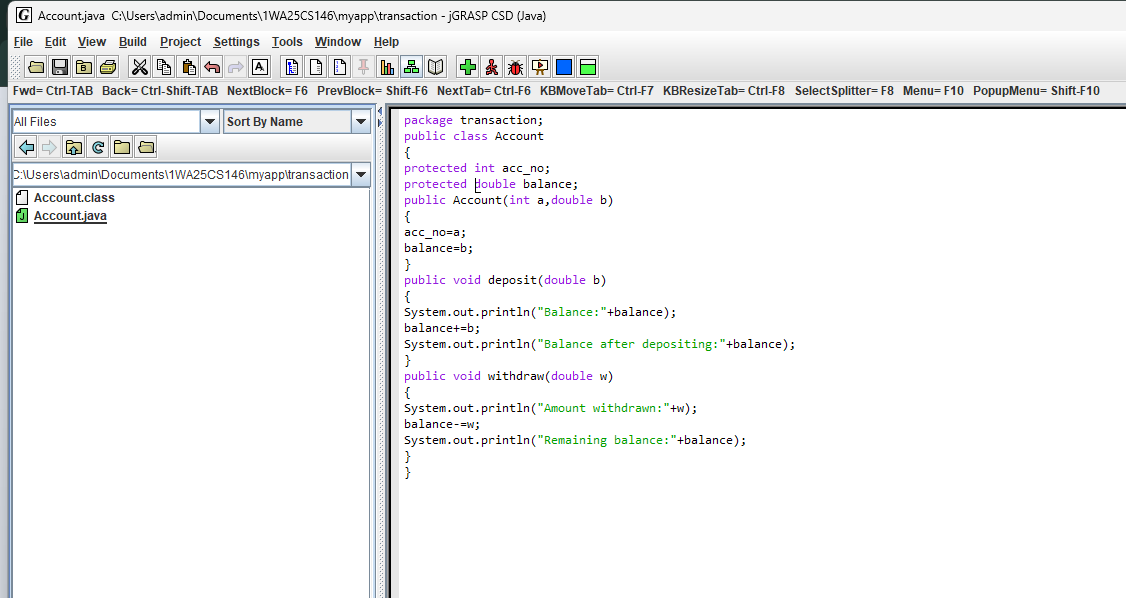 Account.java C:\Users\admin\Documents\1WA25CS146\myapp\transaction - jGRASP CSD (Java)
File Edit View Build Project Settings Tools Window Help
Fwd= Ctrl-TAB Back= Ctrl-Shift-TAB NextBlock= F6 PrevBlock= Shift-F6 NextTab= Ctrl-F6 KBMoveTab= Ctrl-F7 KBResizeTab= Ctrl-F8 SelectSplitter= F8 Menu= F10 PopupMenu= Shift-F10
All Files Sort By Name
C:\Users\admin\Documents\1WA25CS146\myapp\transaction
Account.class
Account.java
package transaction;
public class Account
{
protected int acc_no;
protected double balance;
public Account(int a,double b)
{
acc_no=a;
balance=b;
}
public void deposit(double b)
{
System.out.println("Balance:"+balance);
balance+=b;
System.out.println("Balance after depositing:"+balance);
}
public void withdraw(double w)
{
System.out.println("Amount withdrawn:"+w);
balance-=w;
System.out.println("Remaining balance:"+balance);
}
}